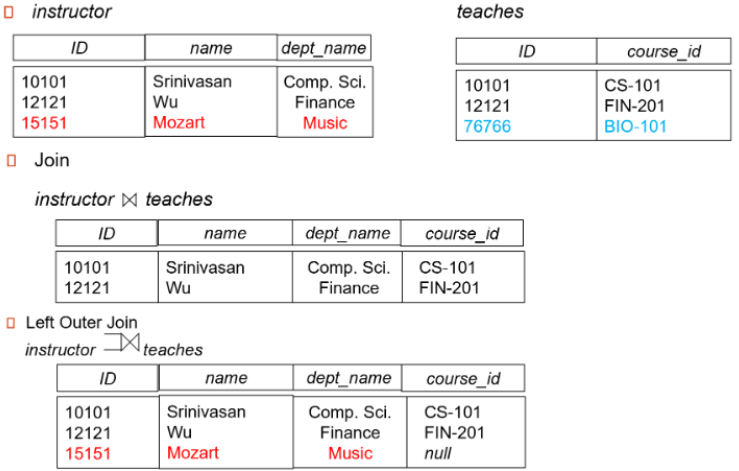 instructor
ID name dept_name
10101 Srinivasan Comp. Sci.
12121 Wu Finance
15151 Mozart Music
teaches
ID course_id
10101 CS-101
12121 FIN-201
76766 BIO-101
Join
instructor ⋈ teaches
ID name dept_name course_id
10101 Srinivasan Comp. Sci. CS-101
12121 Wu Finance FIN-201
Left Outer Join
instructor ⟕ teaches
ID name dept_name course_id
10101 Srinivasan Comp. Sci. CS-101
12121 Wu Finance FIN-201
15151 Mozart Music null